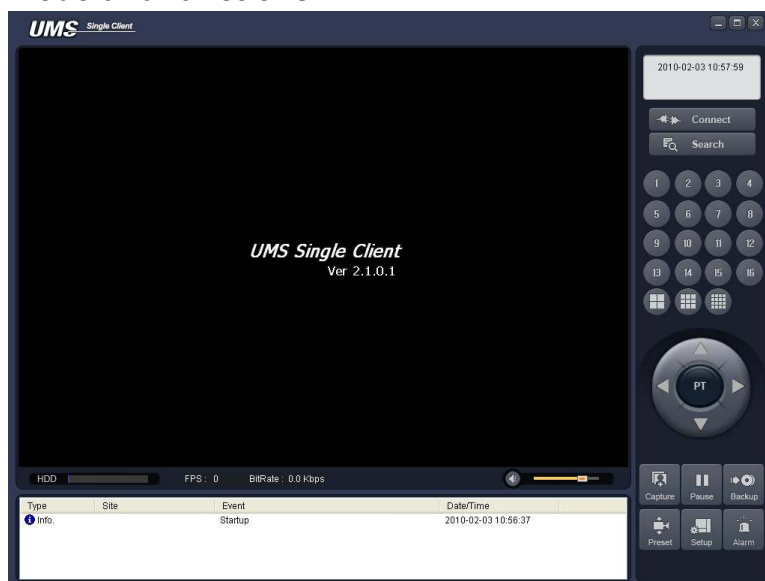 UMS Single Client
2010-02-03 10:57:59
Connect
Search
1 2 3 4
5 6 7 8
9 10 11 12
13 14 15 16
UMS Single Client
Ver 2.1.0.1
PT
HDD FPS : 0 BitRate : 0.0 Kbps
Capture Pause Backup
Preset Setup Alarm
Type Site Event Date/Time
Info. Startup 2010-02-03 10:56:37